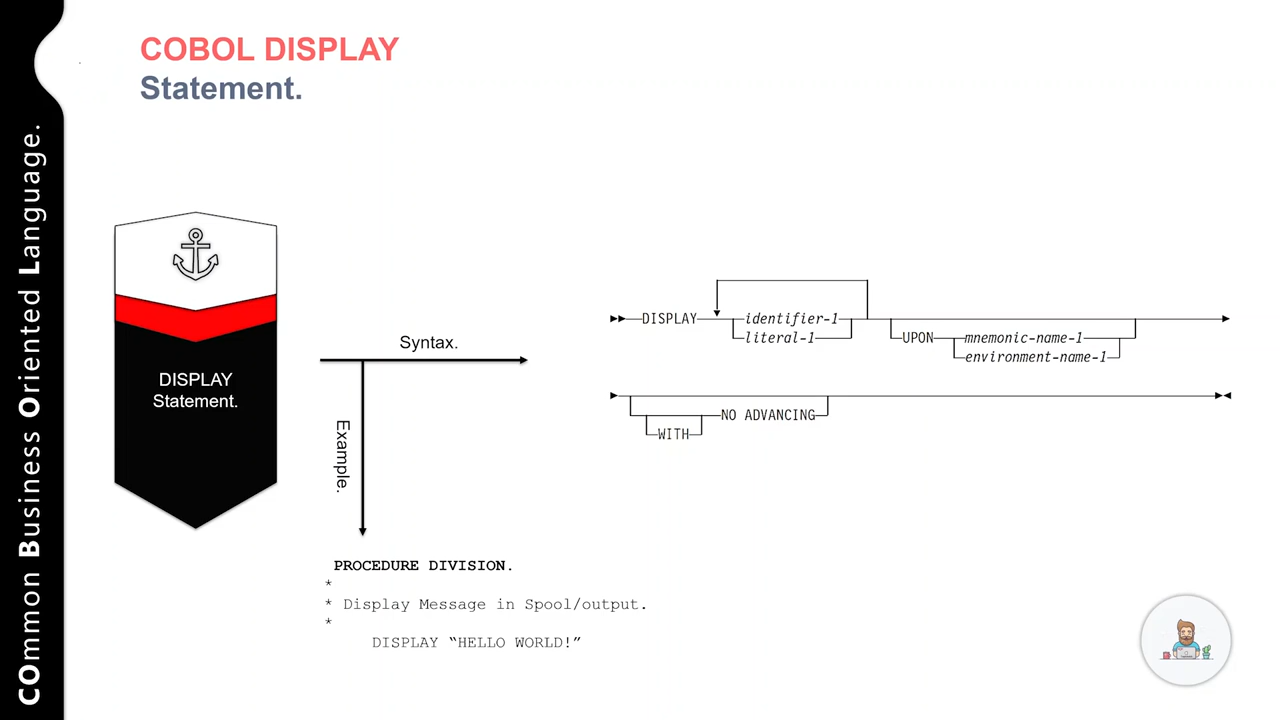 COBOL DISPLAY
Statement.
COmmon Business Oriented Language.
DISPLAY
Statement.
Syntax.
Example.
DISPLAY identifier-1
literal-1
UPON mnemonic-name-1
environment-name-1
NO ADVANCING
WITH
PROCEDURE DIVISION.
*
* Display Message in Spool/output.
*
DISPLAY “HELLO WORLD!”